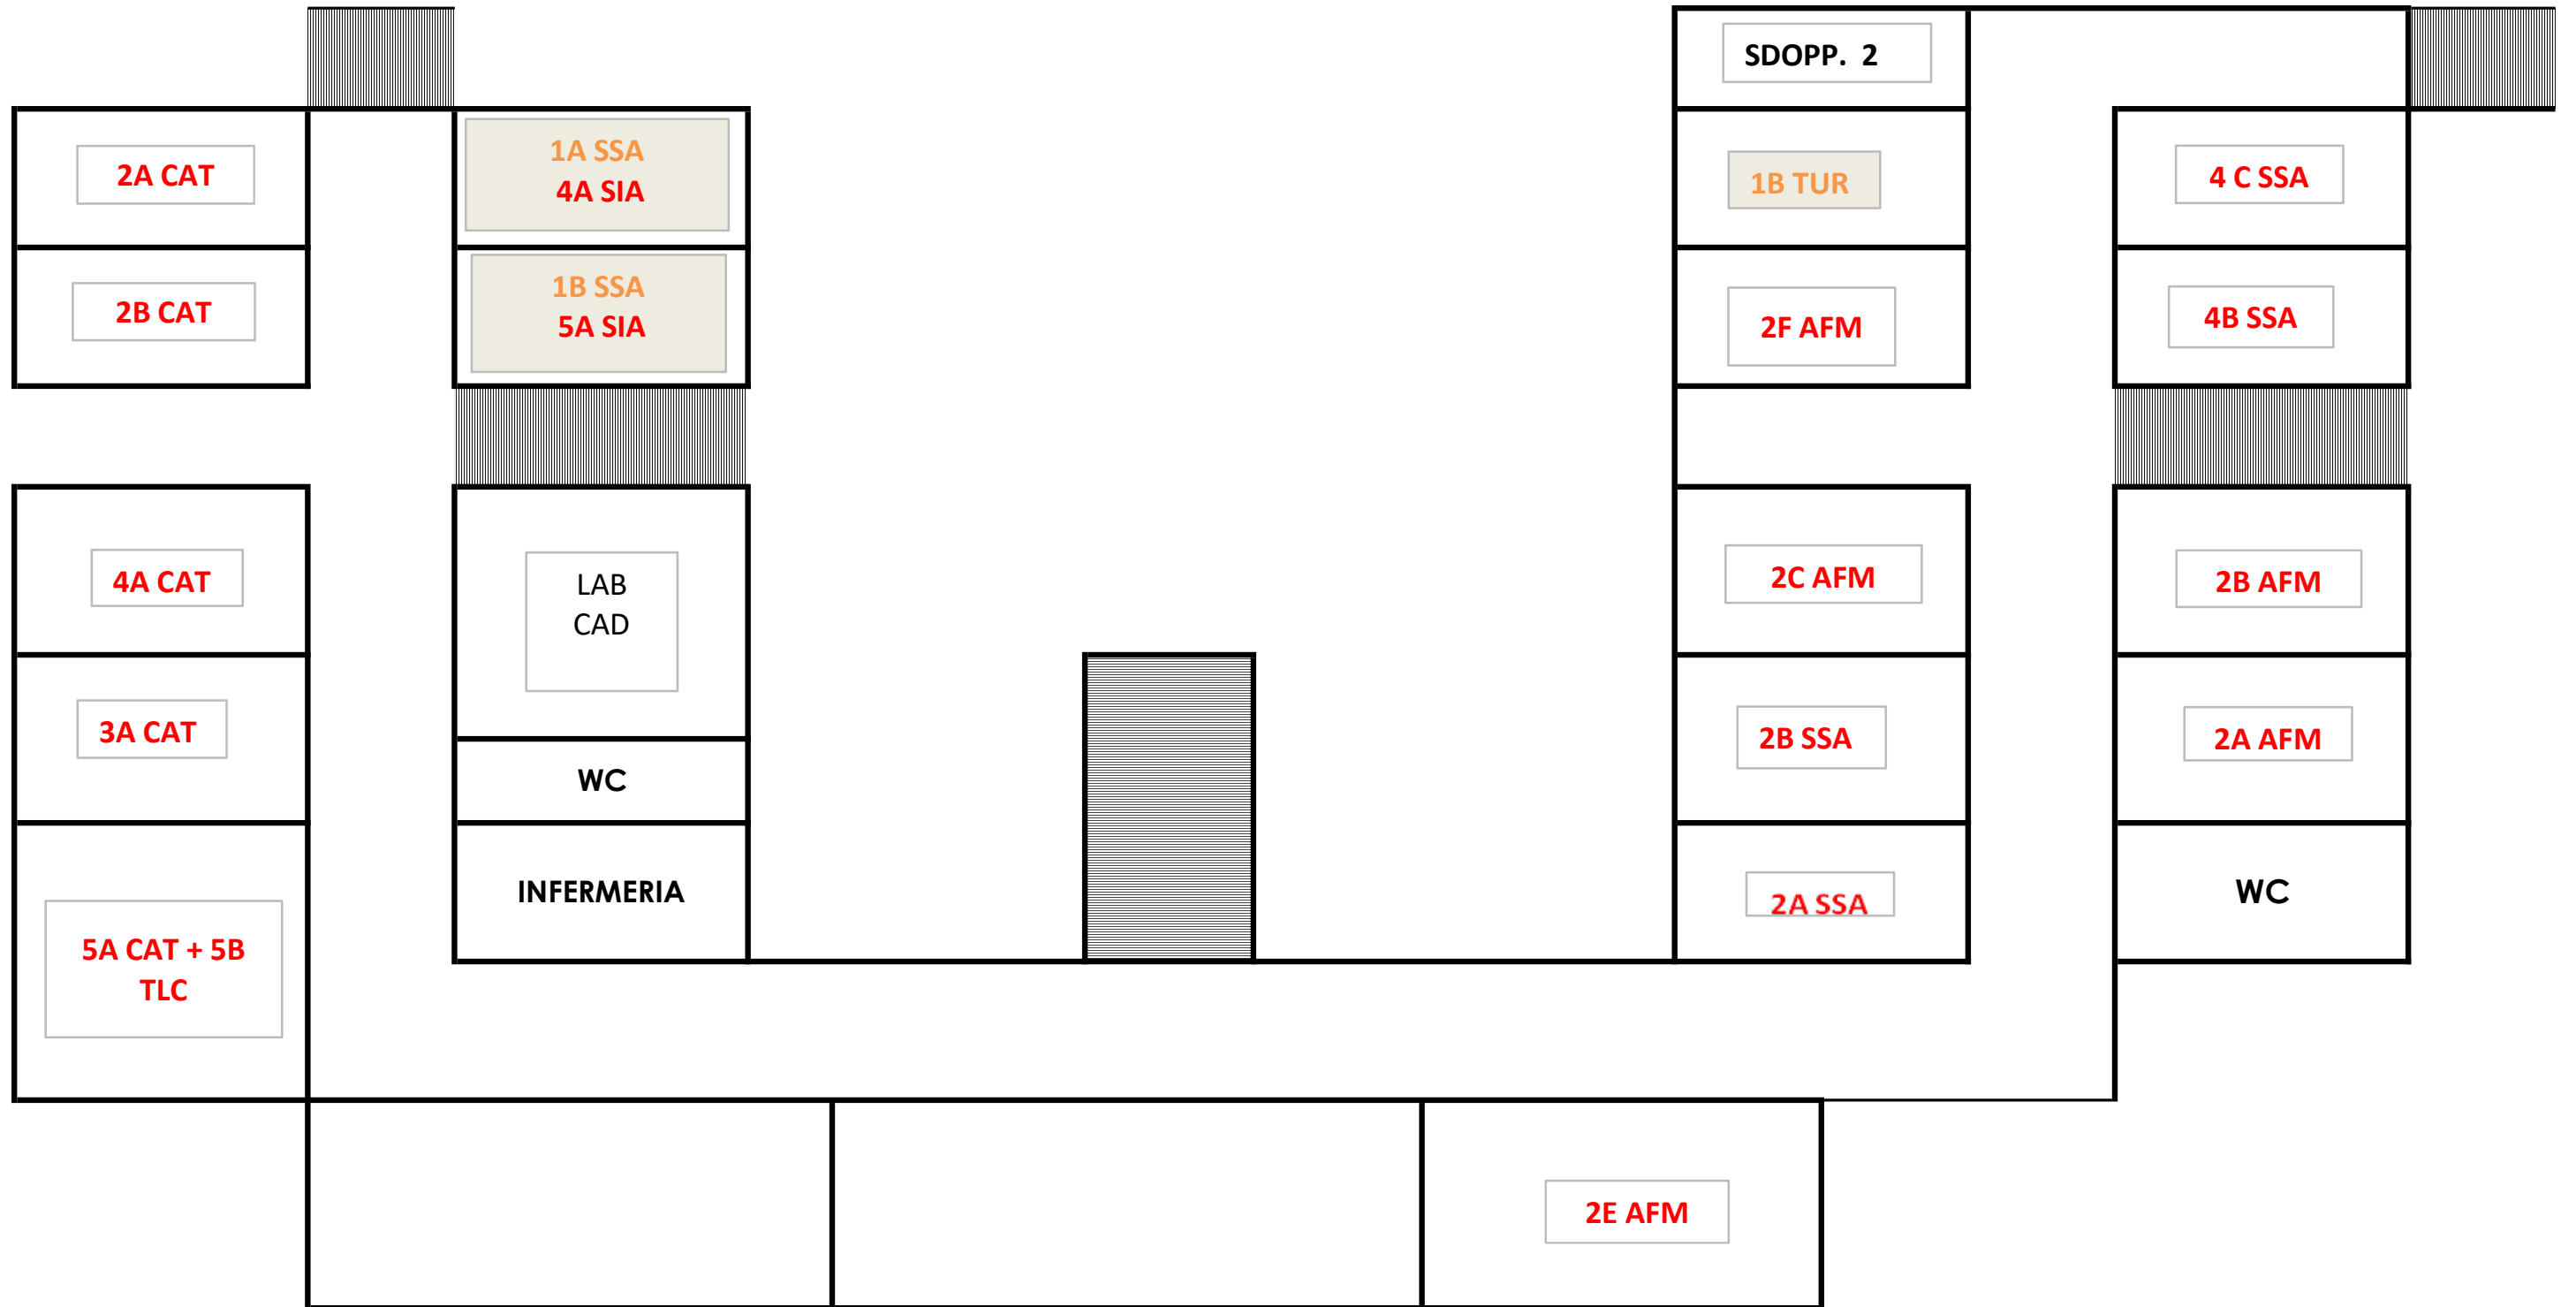 SDOPP. 2
2A CAT
1A SSA
4A SIA
1B TUR
4 C SSA
2B CAT
1B SSA
5A SIA
2F AFM
4B SSA
4A CAT
LAB
CAD
2C AFM
2B AFM
3A CAT
WC
2B SSA
2A AFM
5A CAT + 5B
TLC
INFERMERIA
2A SSA
WC
2E AFM